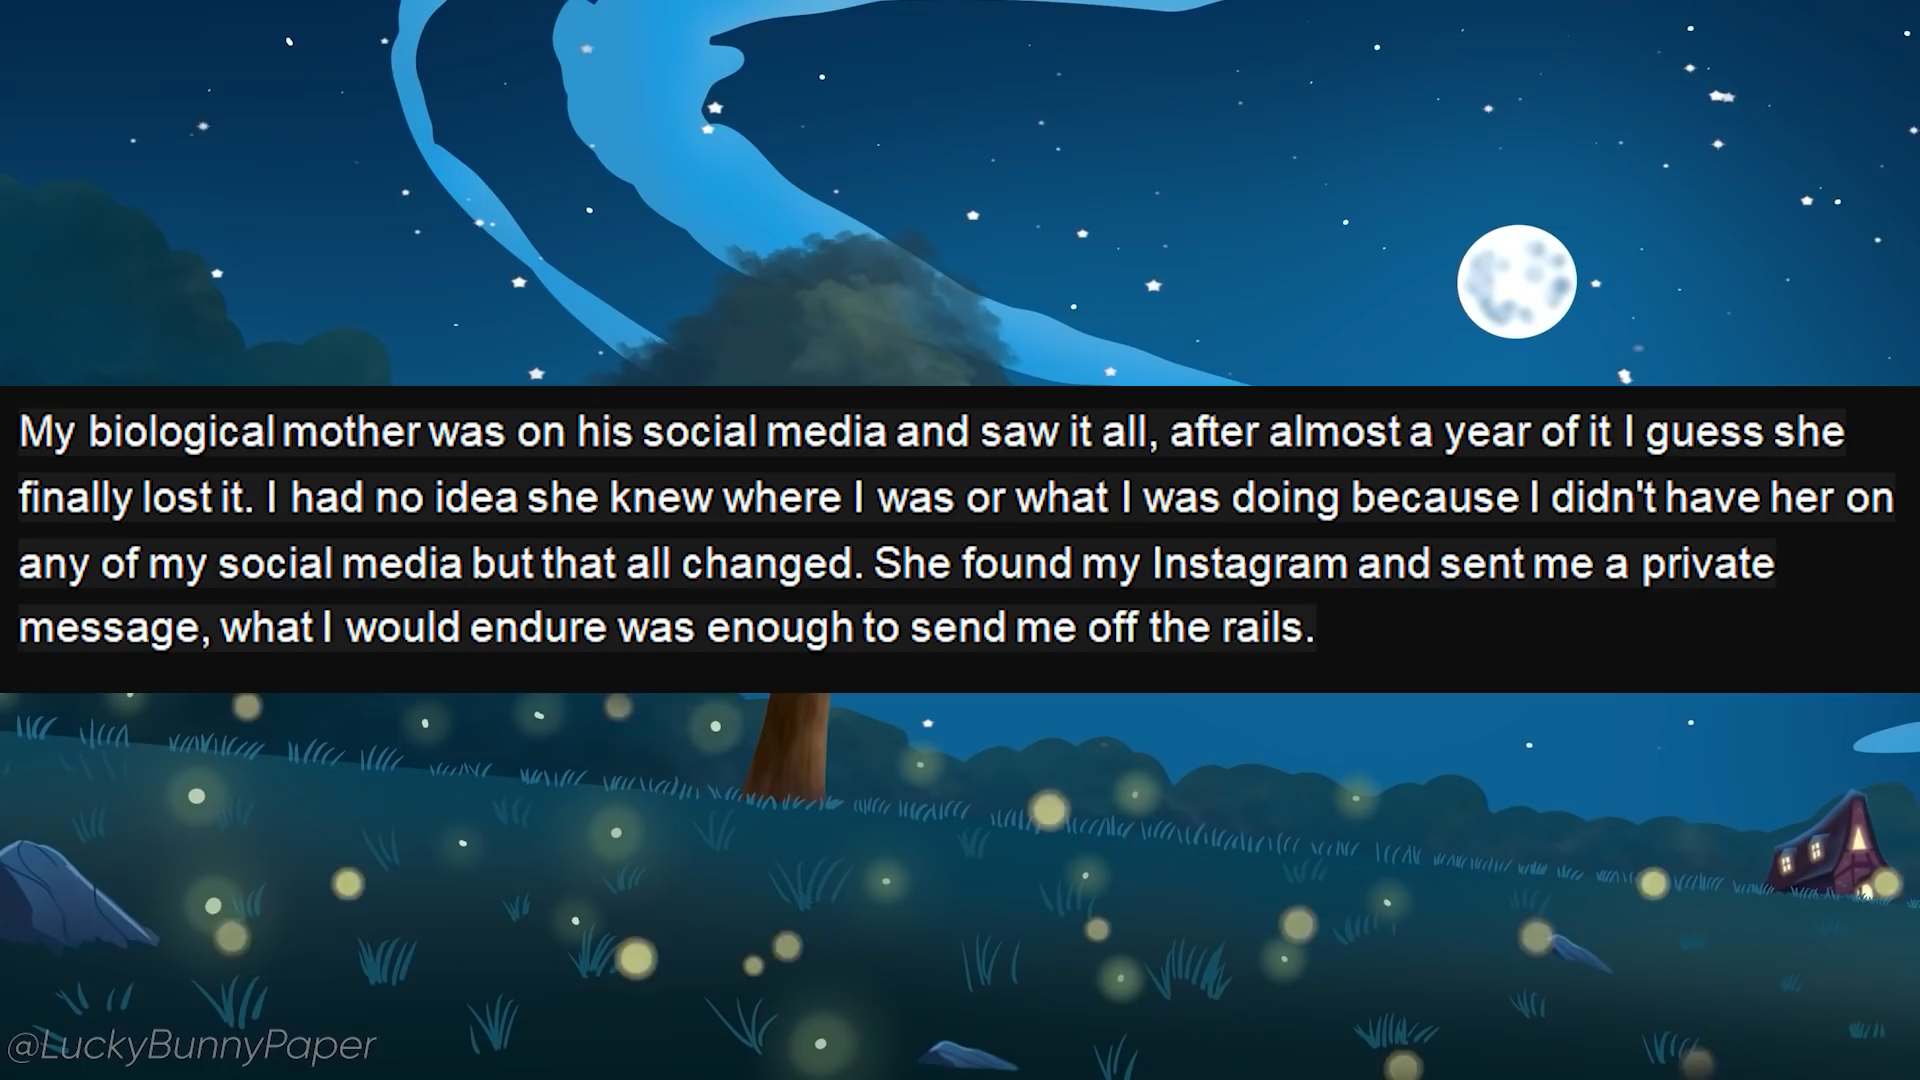 My biological mother was on his social media and saw it all, after almost a year of it I guess she
finally lost it. I had no idea she knew where I was or what I was doing because I didn't have her on
any of my social media but that all changed. She found my Instagram and sent me a private
message, what I would endure was enough to send me off the rails.
@LuckyBunnyPaper